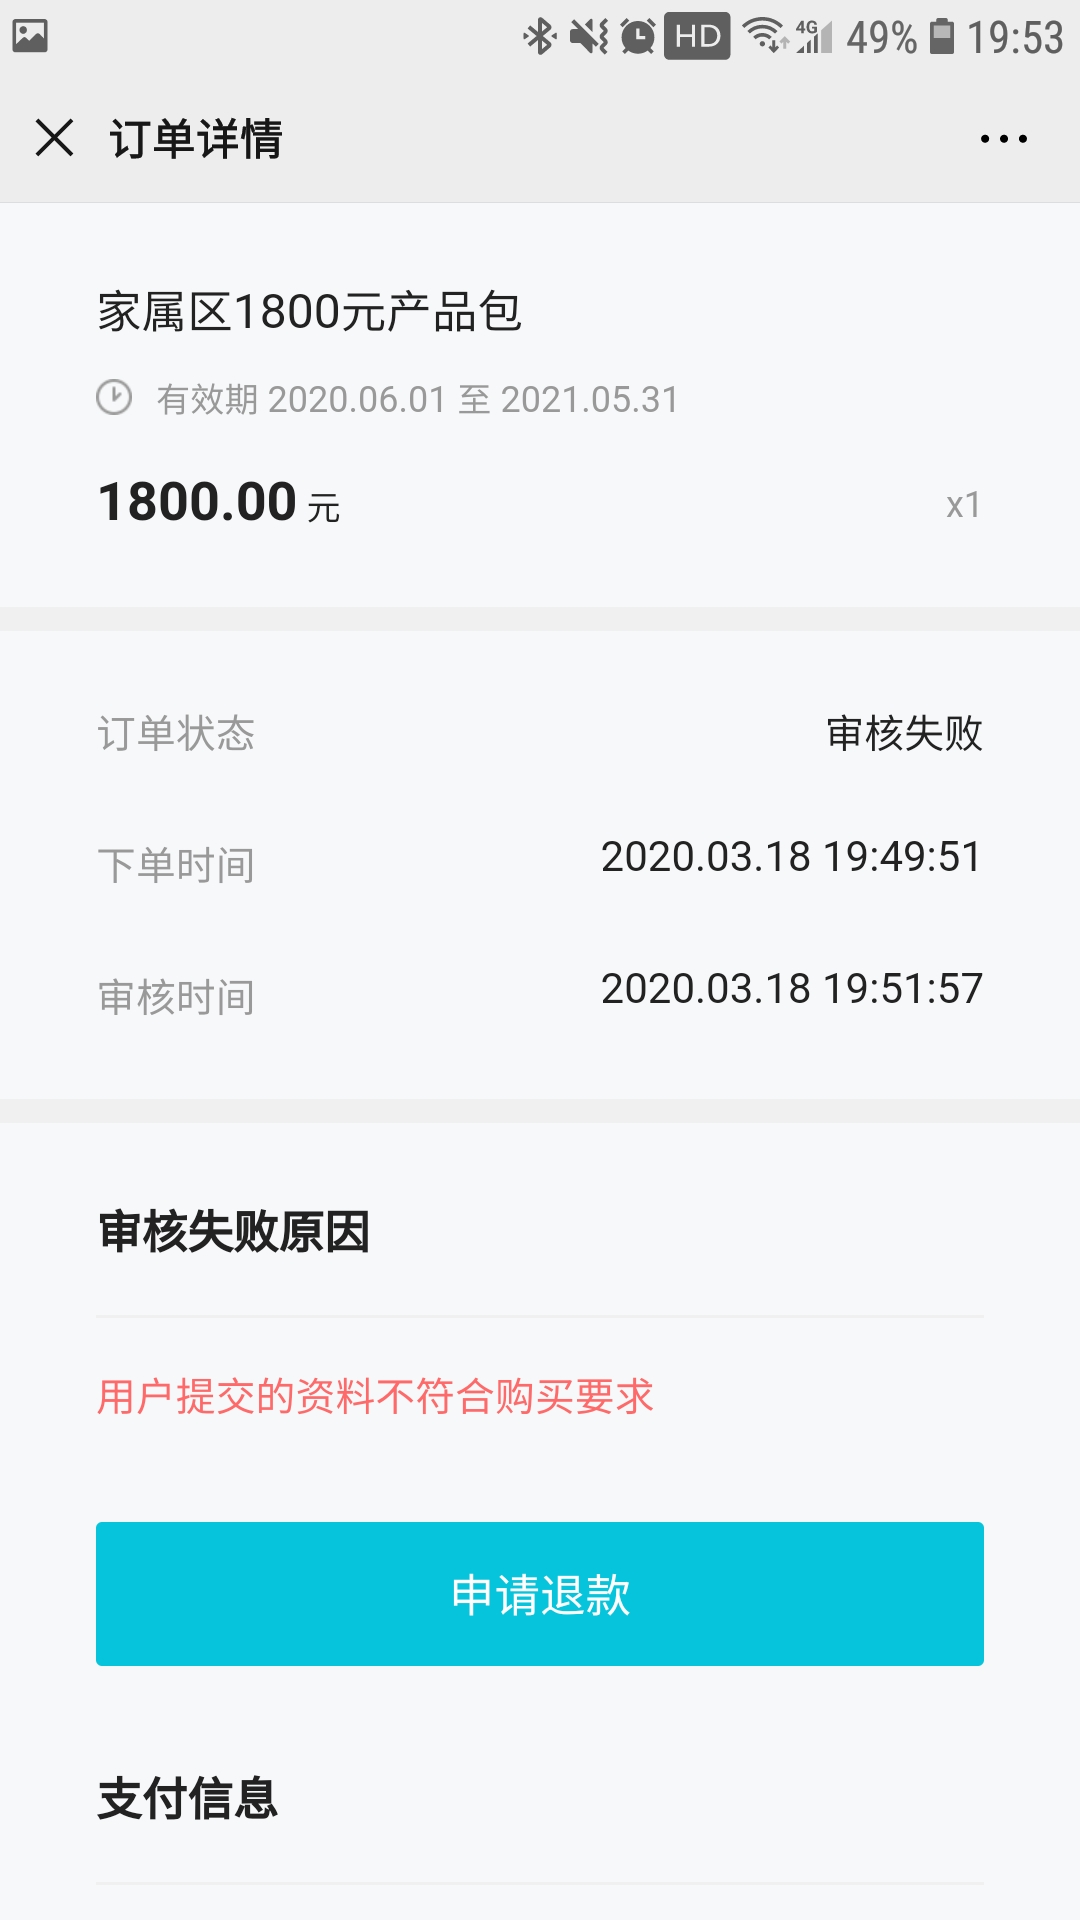 HD 4G 49% 19:53
订单详情
家属区1800元产品包
有效期 2020.06.01 至 2021.05.31
1800.00 元 x1
订单状态 审核失败
下单时间 2020.03.18 19:49:51
审核时间 2020.03.18 19:51:57
审核失败原因
用户提交的资料不符合购买要求
申请退款
支付信息